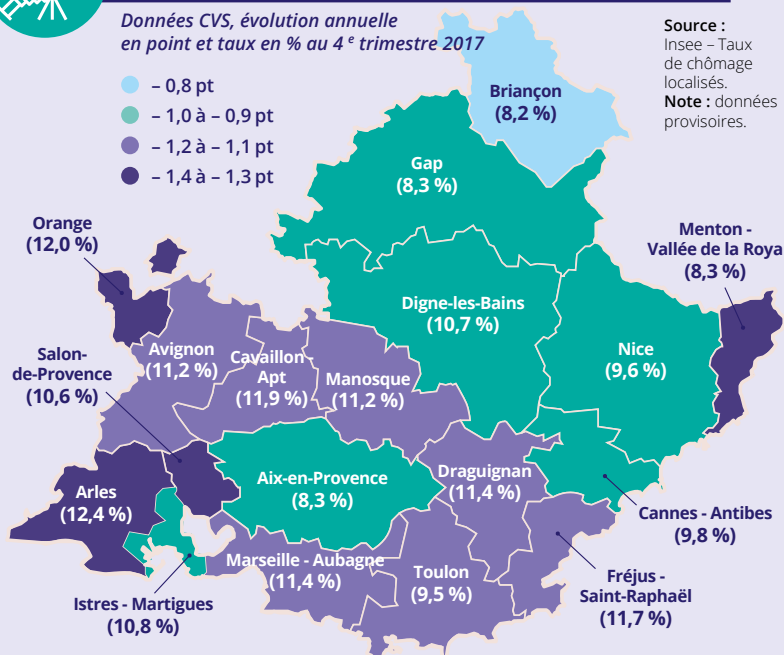 Données CVS, évolution annuelle
en point et taux en % au 4 e trimestre 2017
– 0,8 pt
– 1,0 à – 0,9 pt
– 1,2 à – 1,1 pt
– 1,4 à – 1,3 pt
Source :
Insee – Taux
de chômage
localisés.
Note : données
provisoires.
Briançon
(8,2 %)
Gap
(8,3 %)
Orange
(12,0 %)
Menton -
Vallée de la Roya
(8,3 %)
Digne-les-Bains
(10,7 %)
Nice
(9,6 %)
Salon-
de-Provence
(10,6 %)
Avignon
(11,2 %)
Cavaillon
Apt
(11,9 %)
Manosque
(11,2 %)
Aix-en-Provence
(8,3 %)
Draguignan
(11,4 %)
Arles
(12,4 %)
Cannes - Antibes
(9,8 %)
Marseille - Aubagne
(11,4 %)
Toulon
(9,5 %)
Fréjus -
Saint-Raphaël
(11,7 %)
Istres - Martigues
(10,8 %)